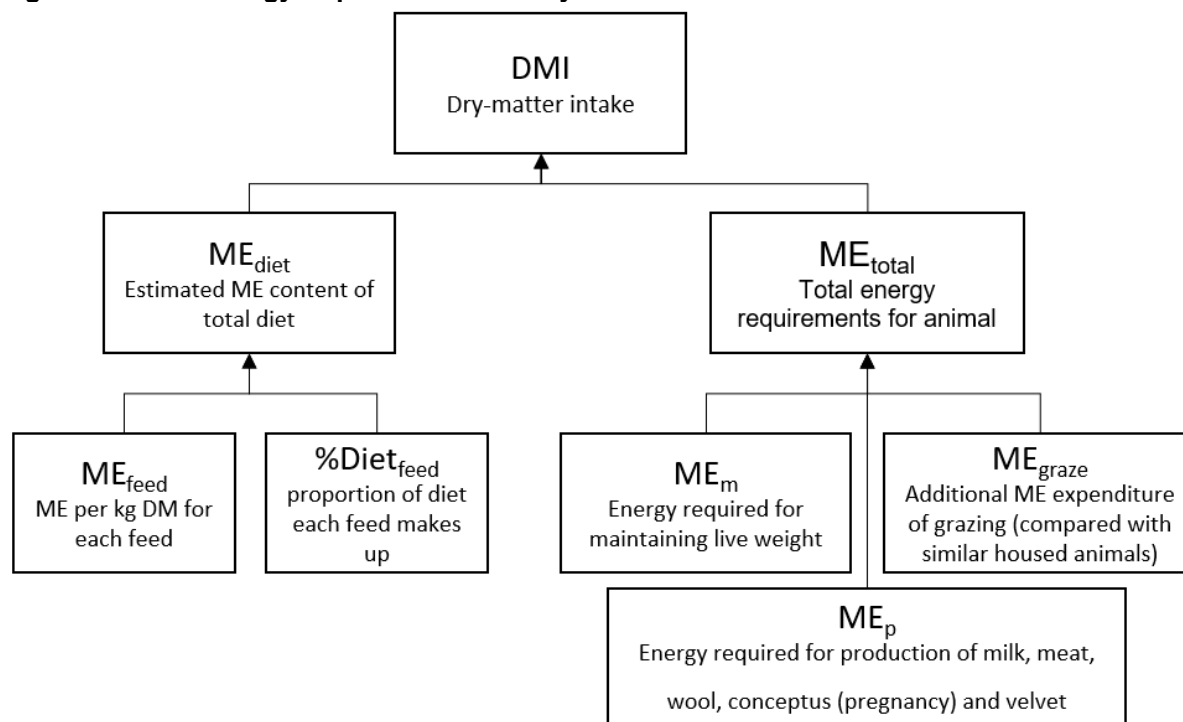 DMI
Dry-matter intake
ME_diet
Estimated ME content of
total diet
ME_total
Total energy
requirements for animal
ME_feed
ME per kg DM for
each feed
%Diet_feed
proportion of diet
each feed makes
up
ME_m
Energy required for
maintaining live weight
ME_graze
Additional ME expenditure
of grazing (compared with
similar housed animals)
ME_p
Energy required for production of milk, meat,
wool, conceptus (pregnancy) and velvet